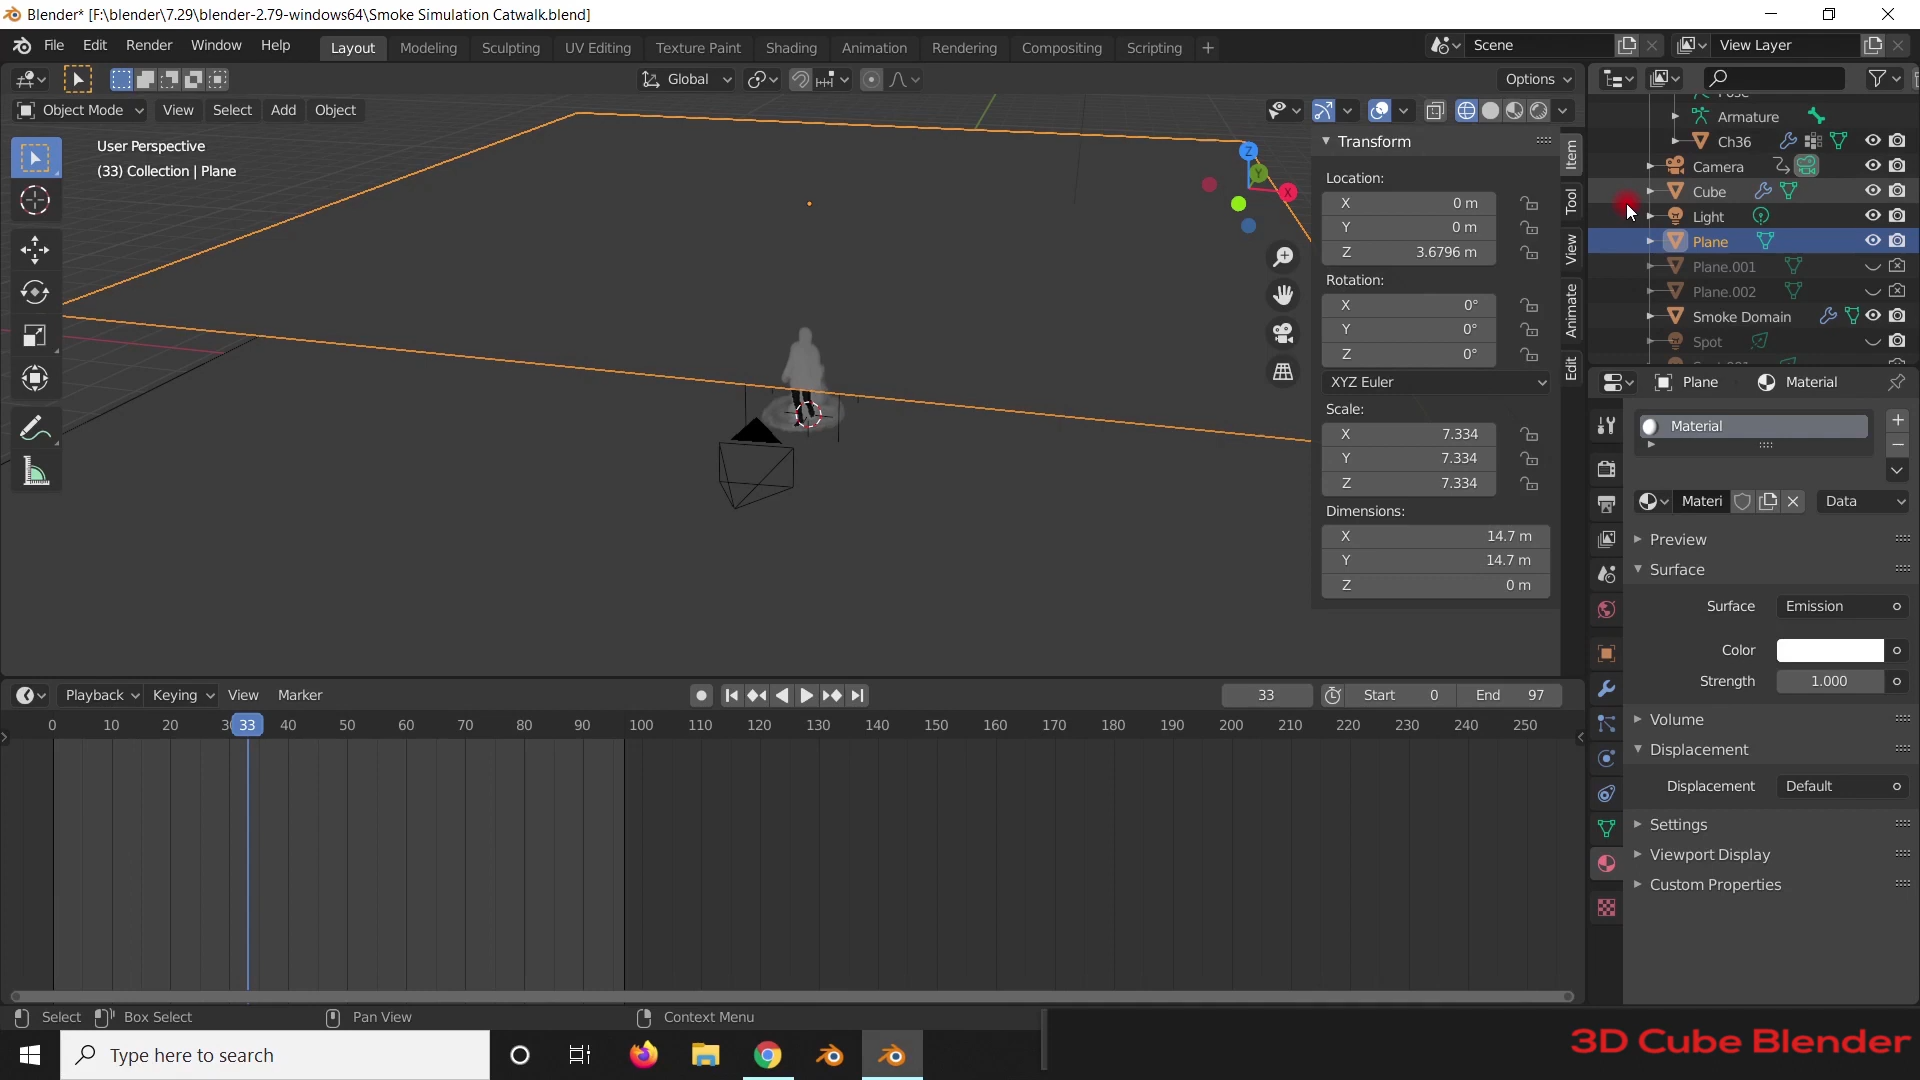 Blender* [F:\blender\7.29\blender-2.79-windows64\Smoke Simulation Catwalk.blend]
File Edit Render Window Help Layout Modeling Sculpting UV Editing Texture Paint Shading Animation Rendering Compositing Scripting + Scene View Layer
Global Options
Object Mode View Select Add Object
User Perspective
(33) Collection | Plane
Z
Y
X
Transform
Location:
X 0 m
Y 0 m
Z 3.6796 m
Rotation:
X 0°
Y 0°
Z 0°
XYZ Euler
Scale:
X 7.334
Y 7.334
Z 7.334
Dimensions:
X 14.7 m
Y 14.7 m
Z 0 m
Item
Tool
View
Animate
Edit
Pose
Armature
Ch36
Camera
Cube
Light
Plane
Plane.001
Plane.002
Smoke Domain
Spot
Plane Material
Material
Materi Data
Preview
Surface
Surface Emission
Color
Strength 1.000
Volume
Displacement
Displacement Default
Settings
Viewport Display
Custom Properties
Playback Keying View Marker 33 Start 0 End 97
0 10 20 3 33 40 50 60 70 80 90 100 110 120 130 140 150 160 170 180 190 200 210 220 230 240 250
Select Box Select Pan View Context Menu
Type here to search
3D Cube Blender